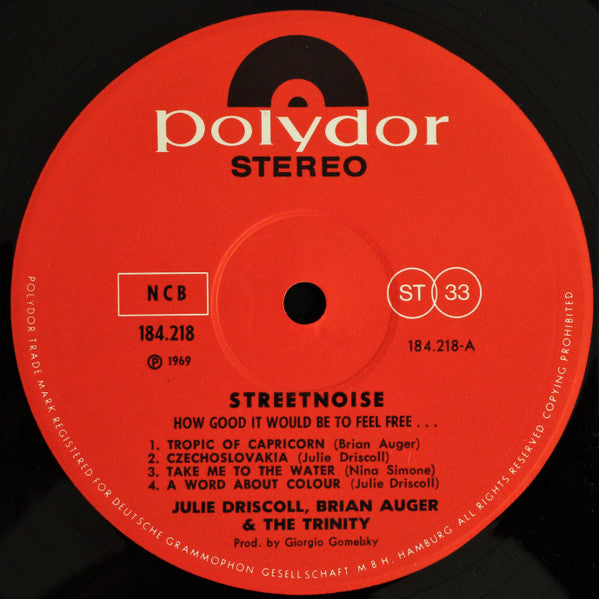 polydor
STEREO
NCB
ST 33
184.218
℗ 1969
184.218-A
STREETNOISE
HOW GOOD IT WOULD BE TO FEEL FREE . . .
1. TROPIC OF CAPRICORN (Brian Auger)
2. CZECHOSLOVAKIA (Julie Driscoll)
3. TAKE ME TO THE WATER (Nina Simone)
4. A WORD ABOUT COLOUR (Julie Driscoll)
JULIE DRISCOLL, BRIAN AUGER
& THE TRINITY
Prod. by Giorgio Gomelsky
POLYDOR TRADE MARK REGISTERED FOR DEUTSCHE GRAMMOPHON GESELLSCHAFT M B H. HAMBURG ALL RIGHTS RESERVED COPYING PROHIBITED